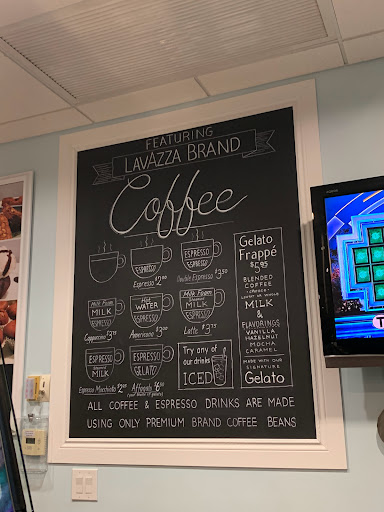 FEATURING
LAVAZZA BRAND
Coffee
ESPRESSO
Espresso $2.00
ESPRESSO
ESPRESSO
Double Espresso $3.50
Milk Foam
MILK
ESPRESSO
Cappuccino $3.75
Hot
WATER
ESPRESSO
Americano $3.00
Milk Foam
MILK
ESPRESSO
Latte $3.75
ESPRESSO
MILK
Espresso Macchiato $2.00
ESPRESSO
GELATO
Affogato $6.00
Try any of
our drinks
ICED
Gelato
Frappé
$5.95
BLENDED
COFFEE
MILK
&
FLAVORINGS
VANILLA
HAZELNUT
MOCHA
CARAMEL
MADE WITH OUR
SIGNATURE
Gelato
ALL COFFEE & ESPRESSO DRINKS ARE MADE
USING ONLY PREMIUM BRAND COFFEE BEANS